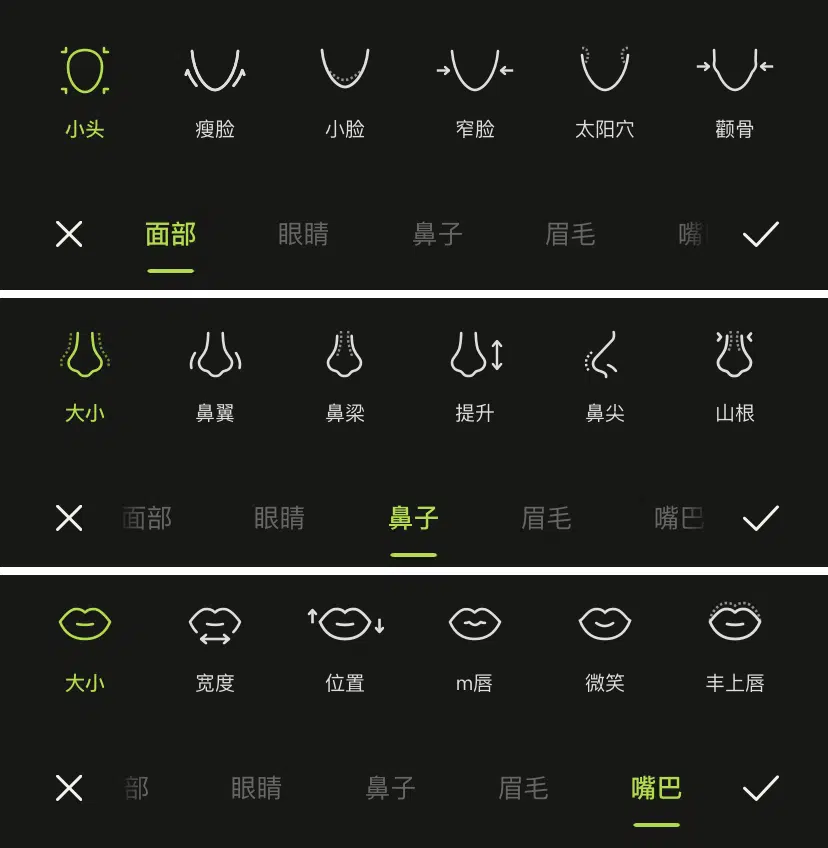 小头 瘦脸 小脸 窄脸 太阳穴 颧骨
面部 眼睛 鼻子 眉毛 嘴
大小 鼻翼 鼻梁 提升 鼻尖 山根
面部 眼睛 鼻子 眉毛 嘴巴
大小 宽度 位置 m唇 微笑 丰上唇
部 眼睛 鼻子 眉毛 嘴巴